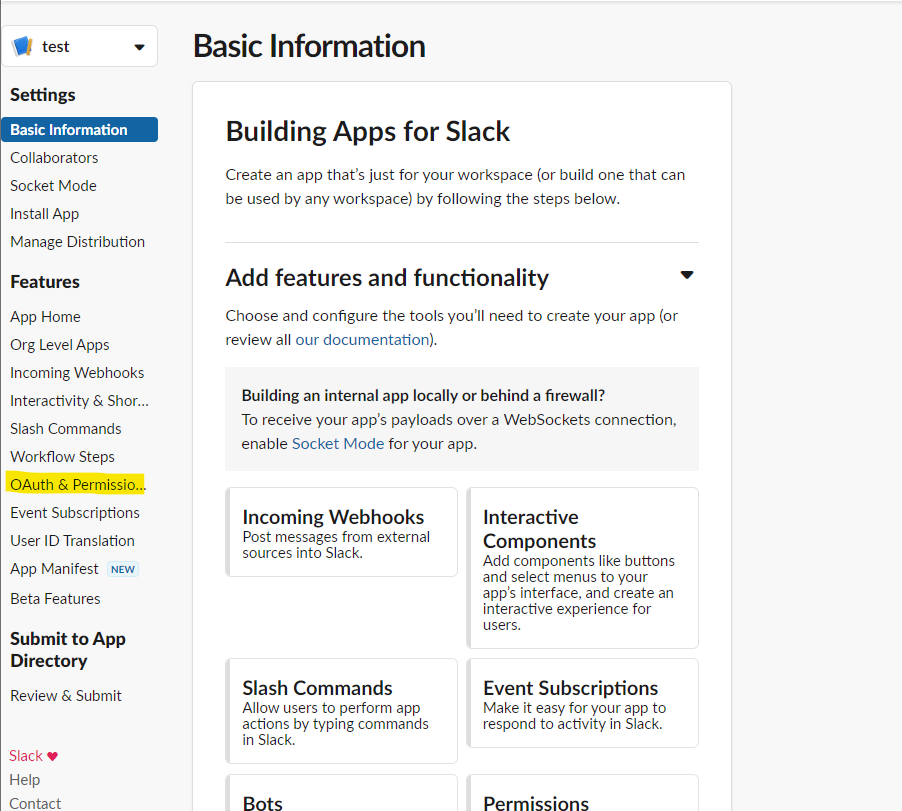 test
Settings
Basic Information
Collaborators
Socket Mode
Install App
Manage Distribution
Features
App Home
Org Level Apps
Incoming Webhooks
Interactivity & Shor...
Slash Commands
Workflow Steps
OAuth & Permissio...
Event Subscriptions
User ID Translation
App Manifest NEW
Beta Features
Submit to App
Directory
Review & Submit
Slack
Help
Contact
Basic Information
Building Apps for Slack
Create an app that’s just for your workspace (or build one that can
be used by any workspace) by following the steps below.
Add features and functionality
Choose and configure the tools you’ll need to create your app (or
review all our documentation).
Building an internal app locally or behind a firewall?
To receive your app’s payloads over a WebSockets connection,
enable Socket Mode for your app.
Incoming Webhooks
Post messages from external
sources into Slack.
Interactive
Components
Add components like buttons
and select menus to your
app’s interface, and create an
interactive experience for
users.
Slash Commands
Allow users to perform app
actions by typing commands
in Slack.
Event Subscriptions
Make it easy for your app to
respond to activity in Slack.
Bots
Permissions